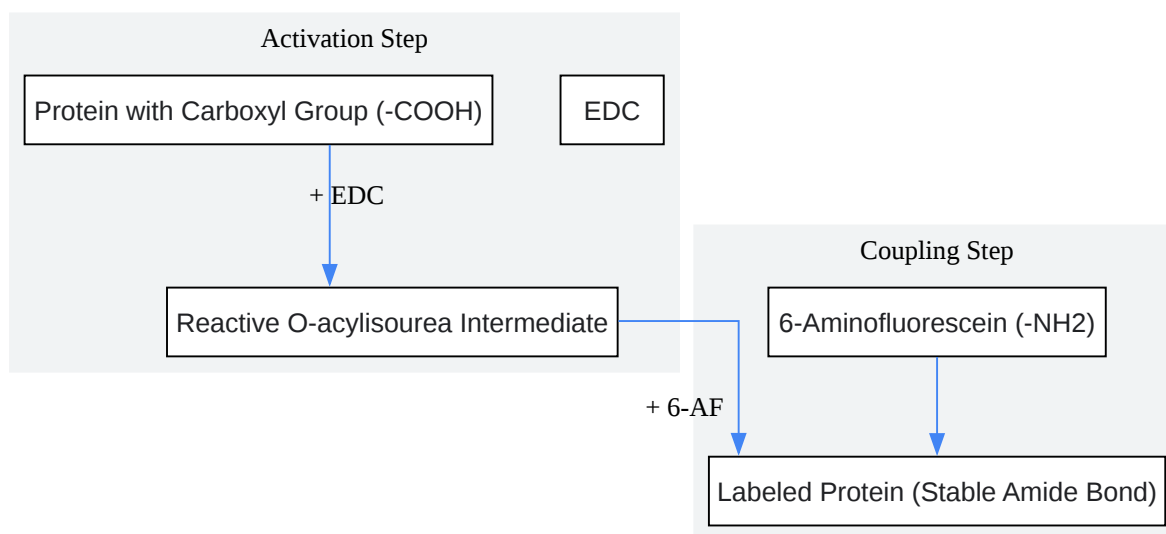 Activation Step
Protein with Carboxyl Group (-COOH)
EDC
+ EDC
Reactive O-acylisourea Intermediate
Coupling Step
6-Aminofluorescein (-NH2)
+ 6-AF
Labeled Protein (Stable Amide Bond)